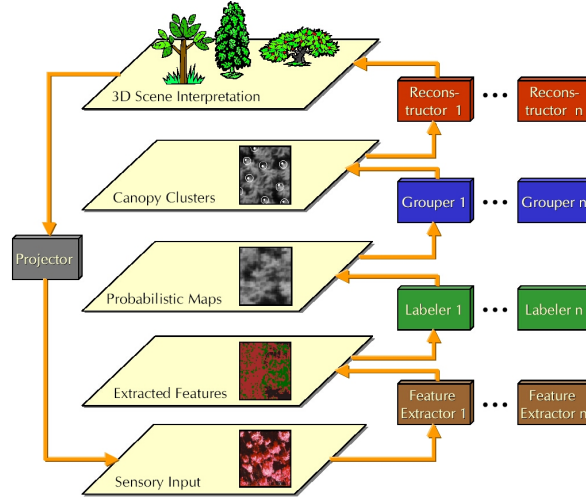 3D Scene Interpretation
Recons-
tructor 1
Recons-
tructor n
Canopy Clusters
Grouper 1
Grouper n
Projector
Probabilistic Maps
Labeler 1
Labeler n
Extracted Features
Feature
Extractor 1
Feature
Extractor n
Sensory Input